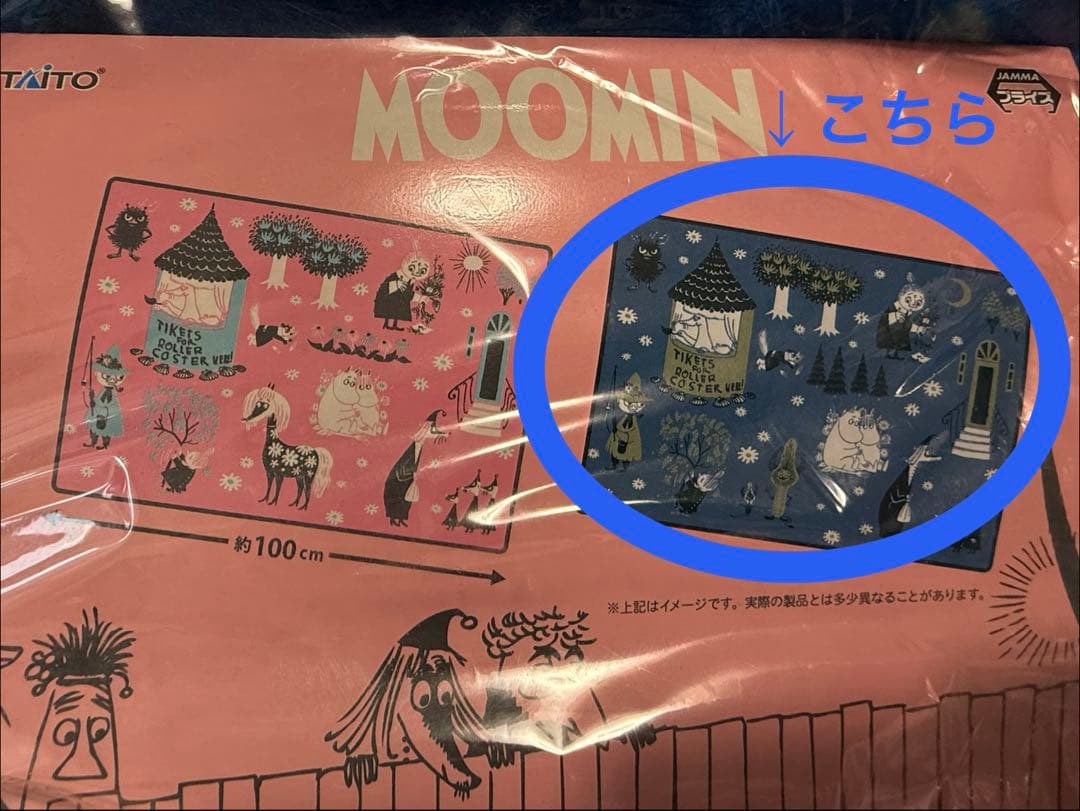 TAITO®
MOOMIN
JAMMA
プライズ
↓こちら
TIKETS
FOR
ROLLER
COSTER VEE!
TIKETS
FOR
ROLLER
COSTER VEE!
約100cm
※上記はイメージです。実際の製品とは多少異なることがあります。